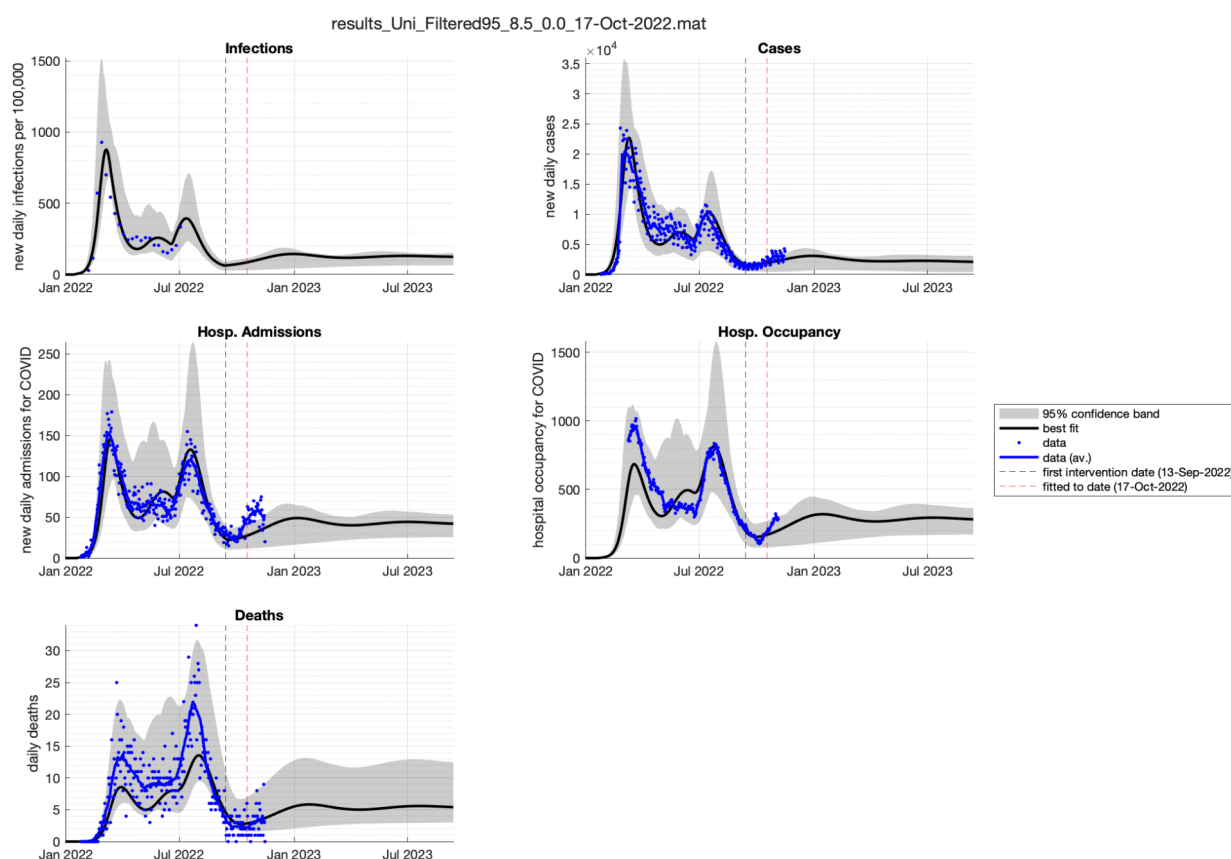 results_Uni_Filtered95_8.5_0.0_17-Oct-2022.mat
Infections
new daily infections per 100,000
1500
1000
500
0
Jan 2022 Jul 2022 Jan 2023 Jul 2023
Cases
×10⁴
new daily cases
3.5
3
2.5
2
1.5
1
0.5
0
Jan 2022 Jul 2022 Jan 2023 Jul 2023
Hosp. Admissions
new daily admissions for COVID
250
200
150
100
50
0
Jan 2022 Jul 2022 Jan 2023 Jul 2023
Hosp. Occupancy
hospital occupancy for COVID
1500
1000
500
0
Jan 2022 Jul 2022 Jan 2023 Jul 2023
95% confidence band
best fit
data
data (av.)
first intervention date (13-Sep-2022)
fitted to date (17-Oct-2022)
Deaths
daily deaths
30
25
20
15
10
5
0
Jan 2022 Jul 2022 Jan 2023 Jul 2023